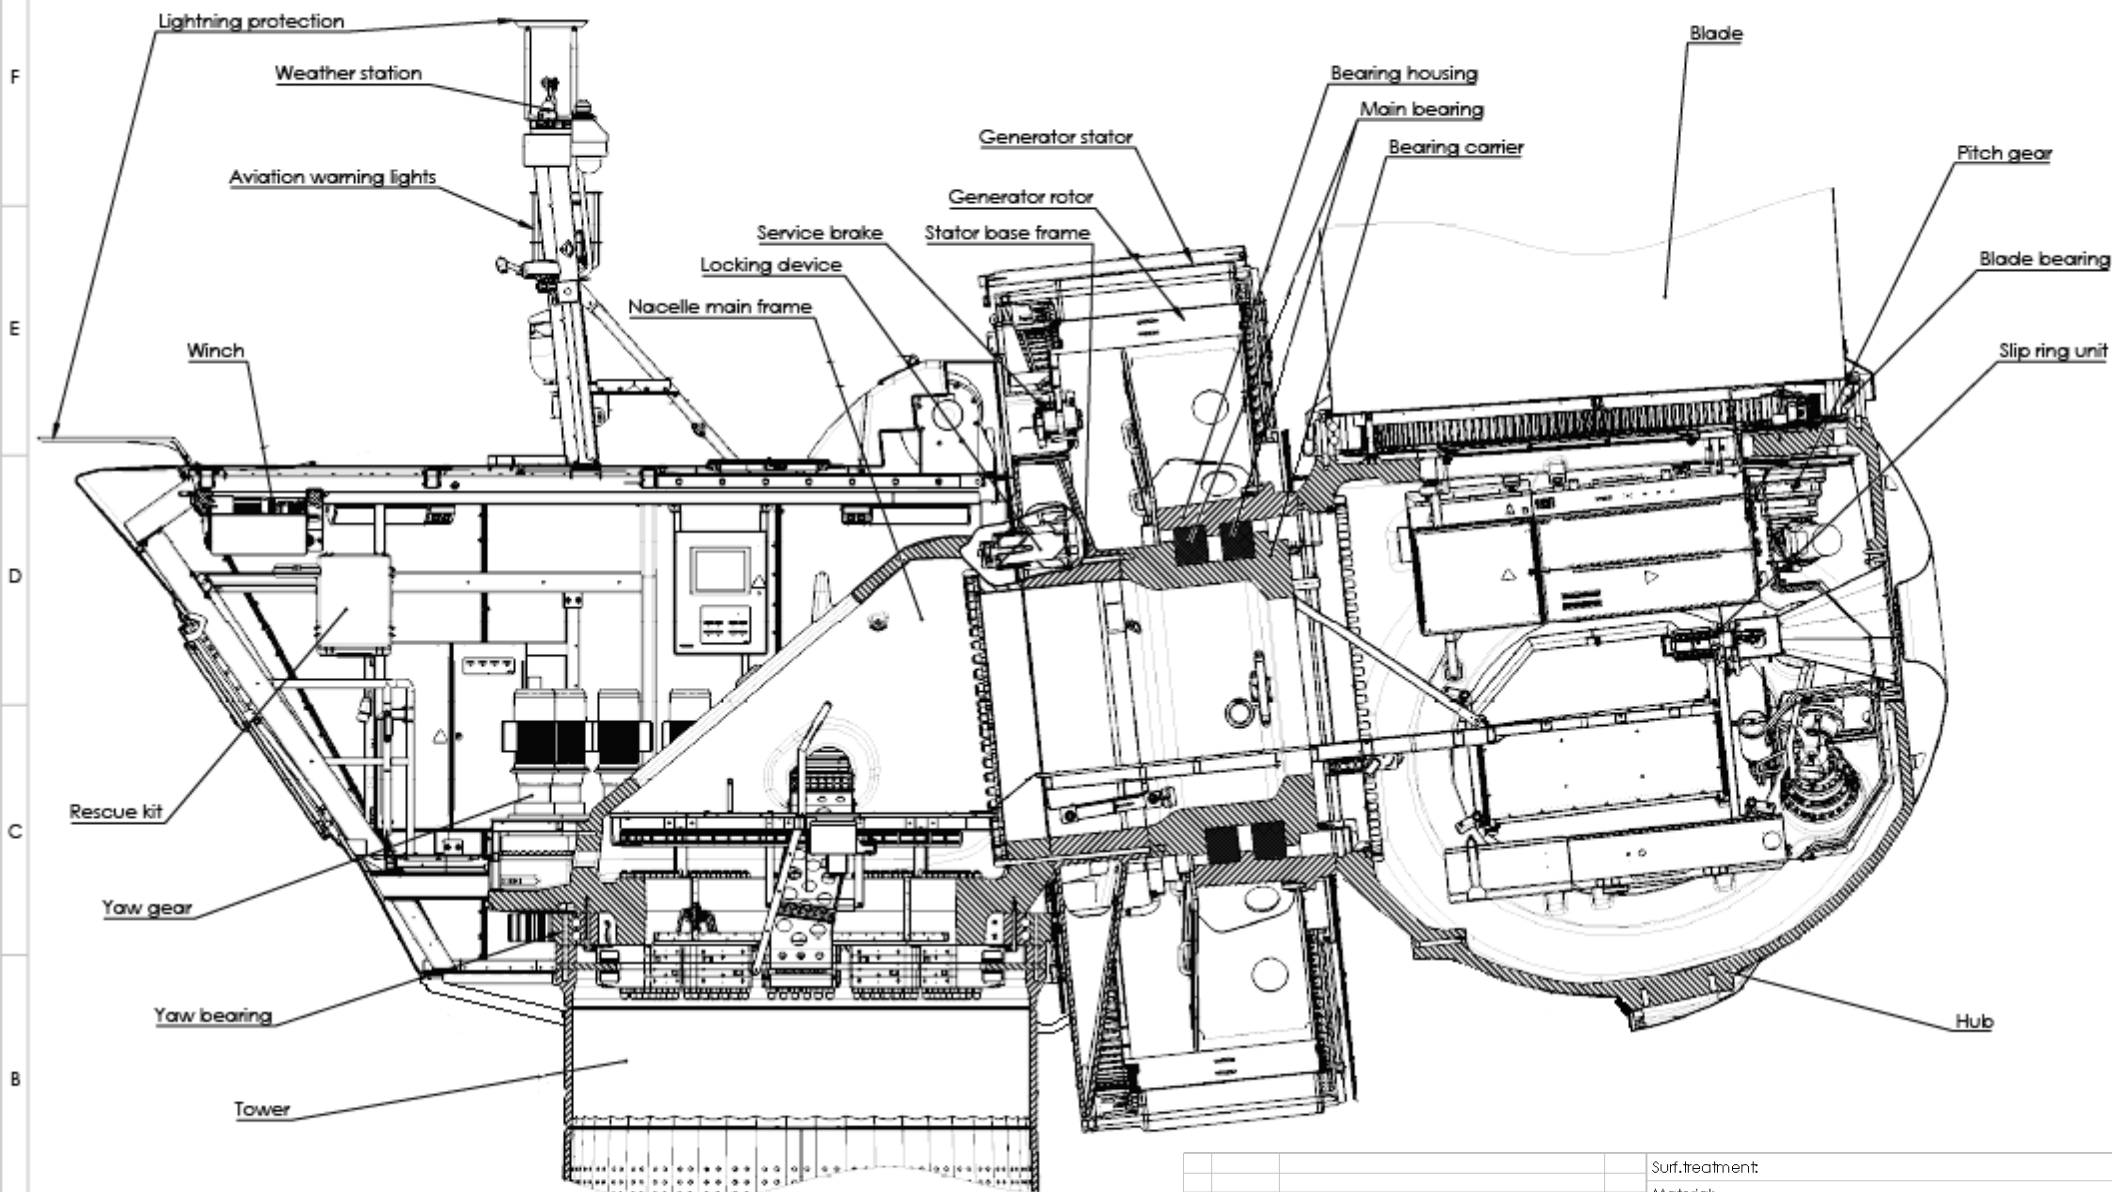 Lightning protection
Blade
F
Weather station
Bearing housing
Main bearing
Generator stator
Bearing carrier
Pitch gear
Aviation warning lights
Generator rotor
Service brake
Stator base frame
Blade bearing
Locking device
Nacelle main frame
E
Winch
Slip ring unit
D
Rescue kit
C
Yaw gear
Yaw bearing
Hub
B
Tower
Surf.treatment: